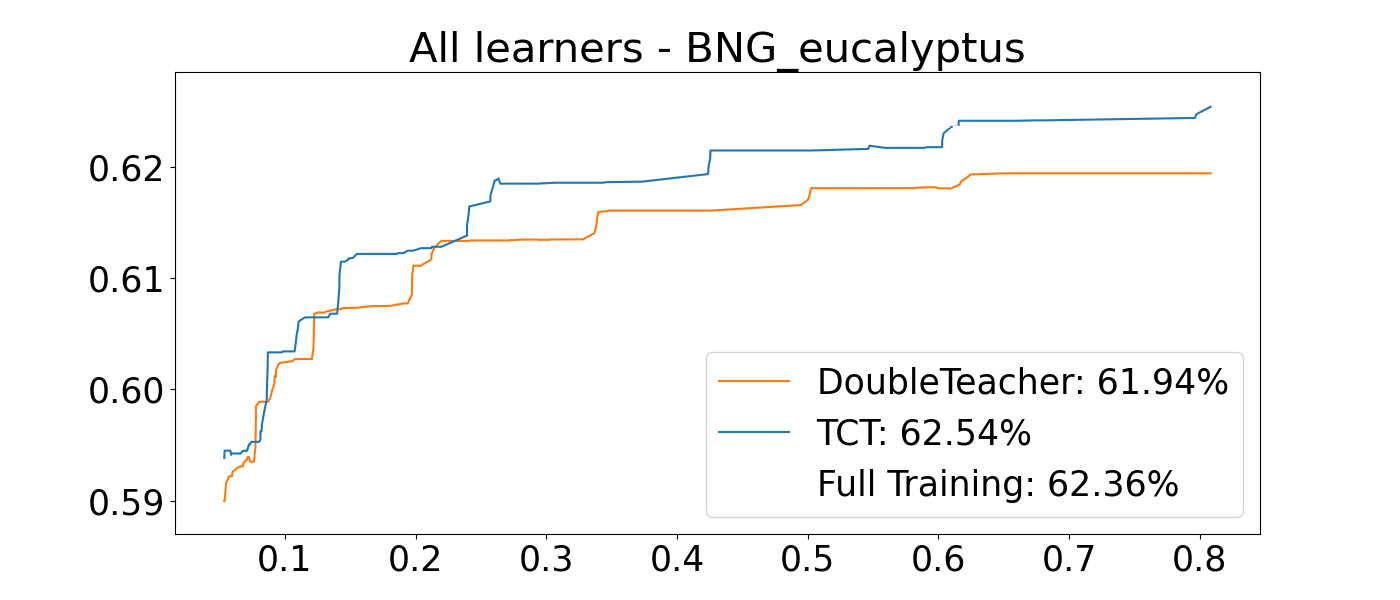 All learners - BNG_eucalyptus
0.62
0.61
0.60
0.59
DoubleTeacher: 61.94%
TCT: 62.54%
Full Training: 62.36%
0.1 0.2 0.3 0.4 0.5 0.6 0.7 0.8